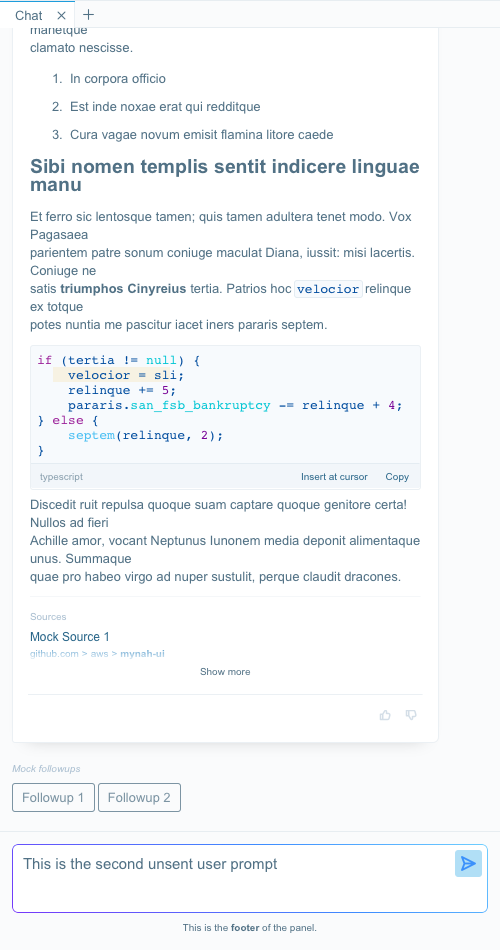 Chat
manetque
clamato nescisse.
1. In corpora officio
2. Est inde noxae erat qui redditque
3. Cura vagae novum emisit flamina litore caede
Sibi nomen templis sentit indicere linguae
manu
Et ferro sic lentosque tamen; quis tamen adultera tenet modo. Vox
Pagasaea
parientem patre sonum coniuge maculat Diana, iussit: misi lacertis.
Coniuge ne
satis triumphos Cinyreius tertia. Patrios hoc velocior relinque
ex totque
potes nuntia me pascitur iacet iners pararis septem.
if (tertia != null) {
velocior = sli;
relinque += 5;
pararis.san_fsb_bankruptcy -= relinque + 4;
} else {
septem(relinque, 2);
}
typescript Insert at cursor Copy
Discedit ruit repulsa quoque suam captare quoque genitore certa!
Nullos ad fieri
Achille amor, vocant Neptunus Iunonem media deponit alimentaque
unus. Summaque
quae pro habeo virgo ad nuper sustulit, perque claudit dracones.
Sources
Mock Source 1
github.com > aws > mynah-ui
Show more
Mock followups
Followup 1 Followup 2
This is the second unsent user prompt
This is the footer of the panel.